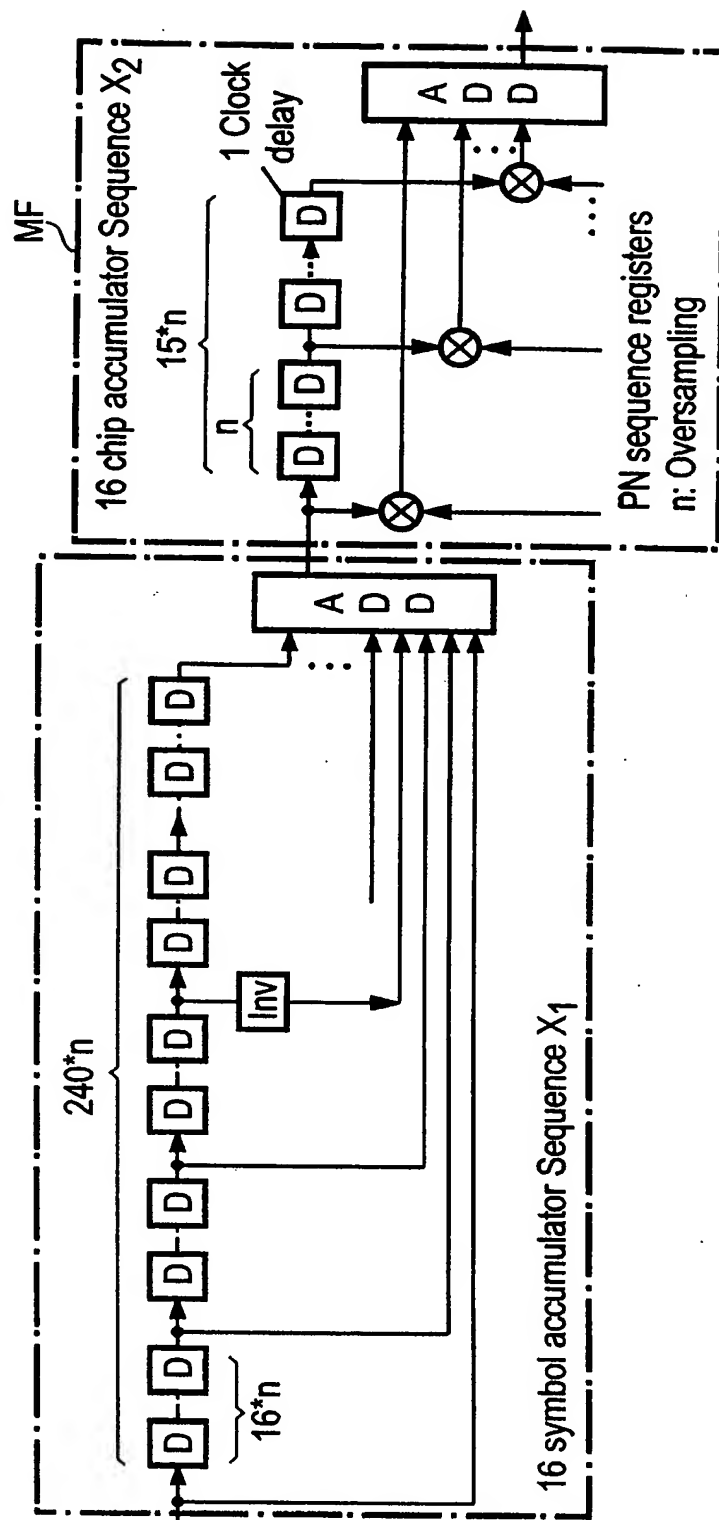 MF
16 symbol accumulator Sequence X1
240*n
16*n
D D D D D D D D D D
Inv
A D D
16 chip accumulator Sequence X2
15*n
n
D D D D
1 Clock
delay
A D D
PN sequence registers
n: Oversampling